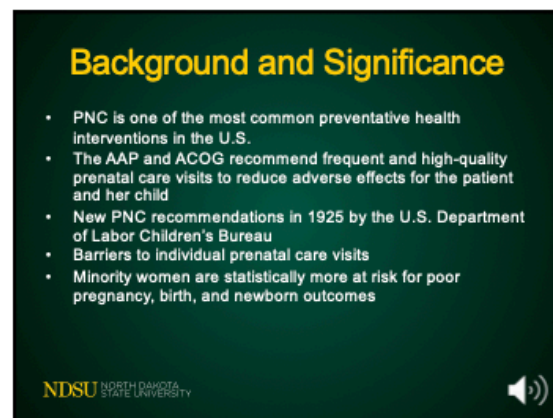 Background and Significance
• PNC is one of the most common preventative health
interventions in the U.S.
• The AAP and ACOG recommend frequent and high-quality
prenatal care visits to reduce adverse effects for the patient
and her child
• New PNC recommendations in 1925 by the U.S. Department
of Labor Children's Bureau
• Barriers to individual prenatal care visits
• Minority women are statistically more at risk for poor
pregnancy, birth, and newborn outcomes
NDSU NORTH DAKOTA
STATE UNIVERSITY